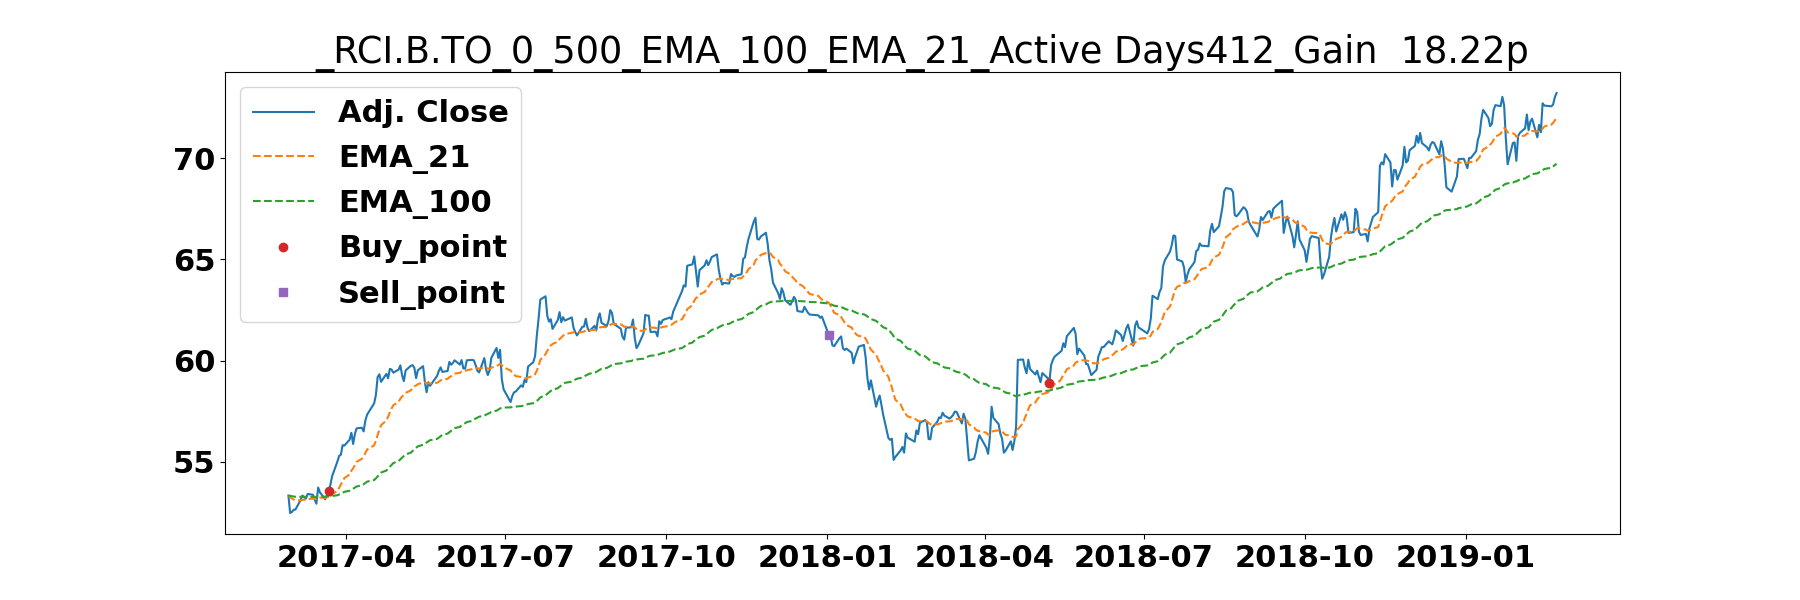 _RCI.B.TO_0_500_EMA_100_EMA_21_Active Days412_Gain  18.22p
Adj. Close
EMA_21
EMA_100
Buy_point
Sell_point
70
65
60
55
2017-04 2017-07 2017-10 2018-01 2018-04 2018-07 2018-10 2019-01